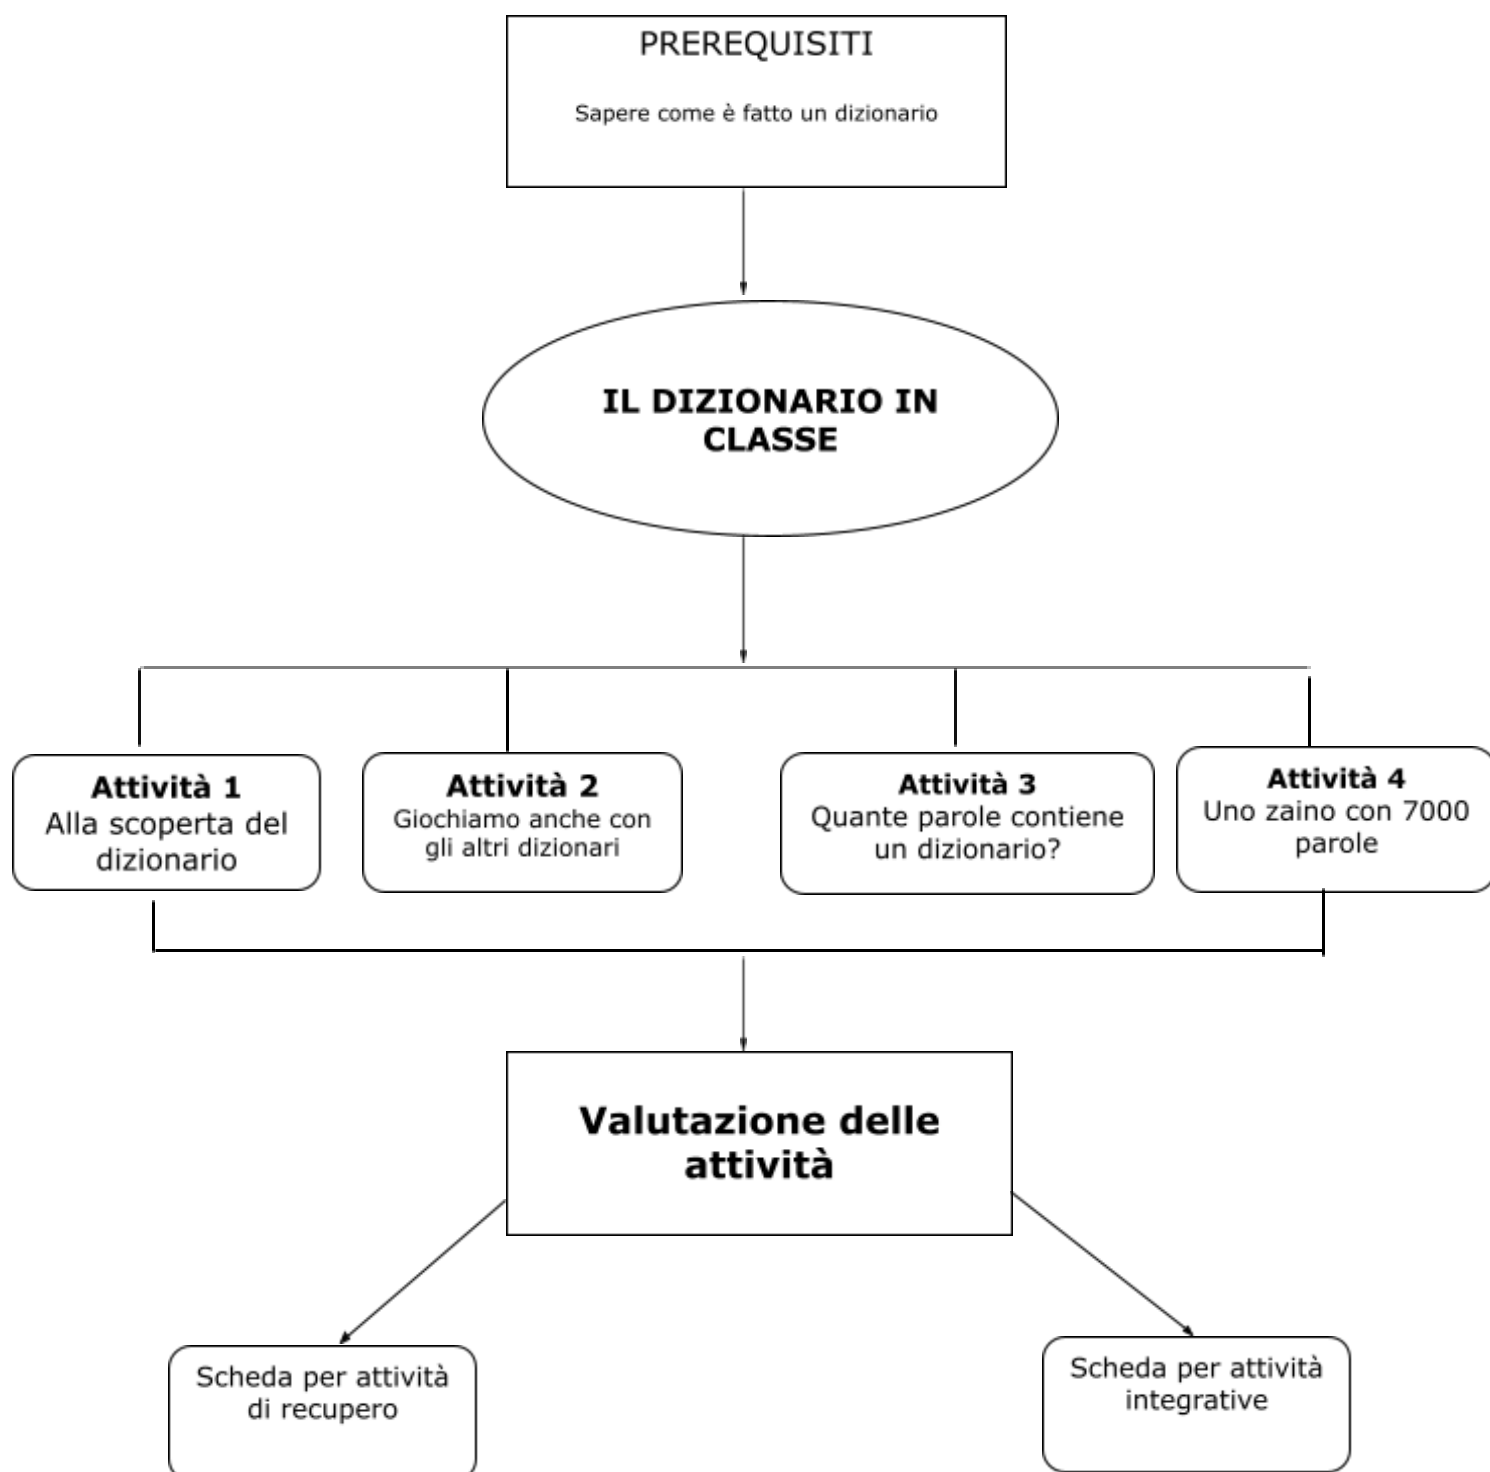 PREREQUISITI
Sapere come è fatto un dizionario
IL DIZIONARIO IN
CLASSE
Attività 1
Alla scoperta del
dizionario
Attività 2
Giochiamo anche con
gli altri dizionari
Attività 3
Quante parole contiene
un dizionario?
Attività 4
Uno zaino con 7000
parole
Valutazione delle
attività
Scheda per attività
di recupero
Scheda per attività
integrative